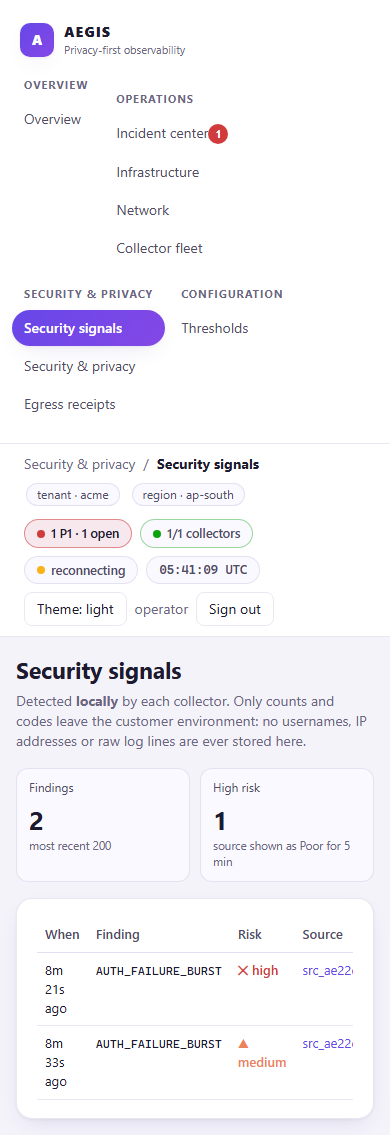 A
AEGIS
Privacy-first observability
OVERVIEW
Overview
OPERATIONS
Incident center 1
Infrastructure
Network
Collector fleet
SECURITY & PRIVACY
Security signals
Security & privacy
Egress receipts
CONFIGURATION
Thresholds
Security & privacy / Security signals
tenant · acme region · ap-south
1 P1 · 1 open 1/1 collectors
reconnecting 05:41:09 UTC
Theme: light operator Sign out
Security signals
Detected locally by each collector. Only counts and
codes leave the customer environment: no usernames, IP
addresses or raw log lines are ever stored here.
Findings
2
most recent 200
High risk
1
source shown as Poor for 5
min
When Finding Risk Source
8m
21s
ago
AUTH_FAILURE_BURST
high
src_ae22
8m
33s
ago
AUTH_FAILURE_BURST
medium
src_ae22